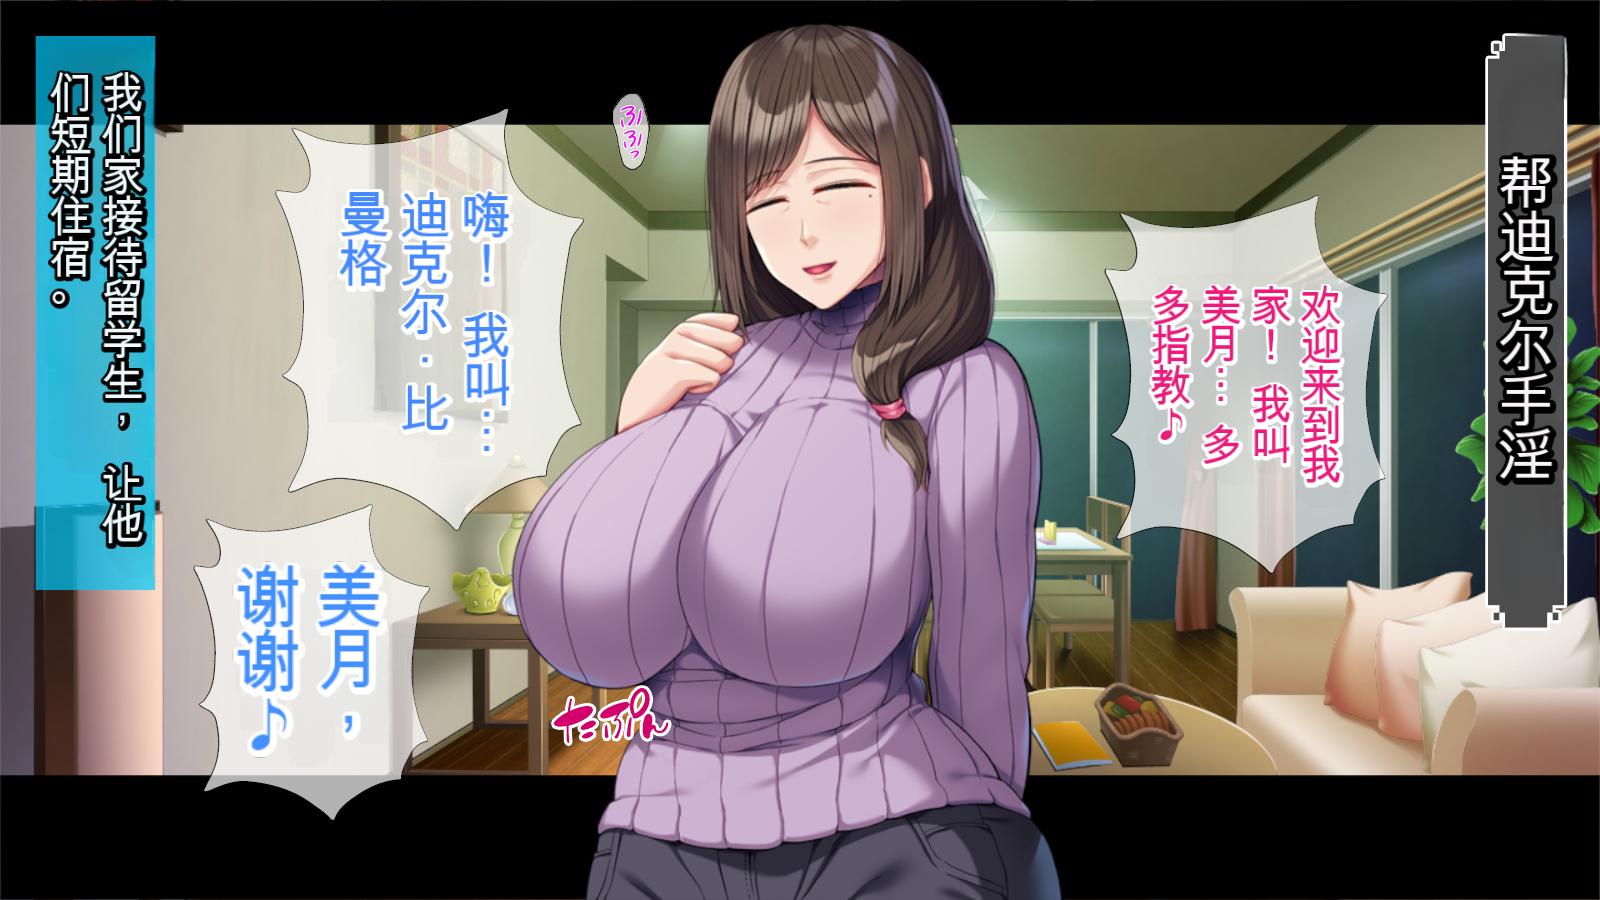 帮迪克尔手淫
我们家接待留学生，让他
们短期住宿。
欢迎来到我
家！我叫
美月…多
多指教♪
ふふっ
嗨！我叫…
迪克尔·比
曼格
美月，
谢谢♪
たぷん